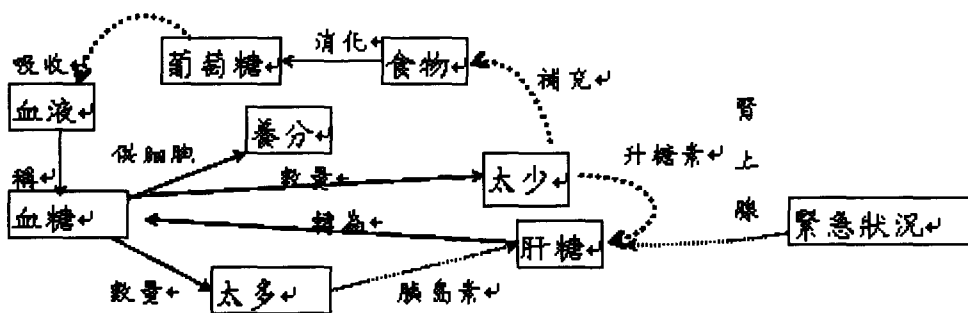 消化
葡萄糖
食物
吸收
補充
血液
養分
供細胞
升糖素
腎上腺
稱
數量
太少
血糖
轉為
肝糖
緊急狀況
數量
太多
胰島素